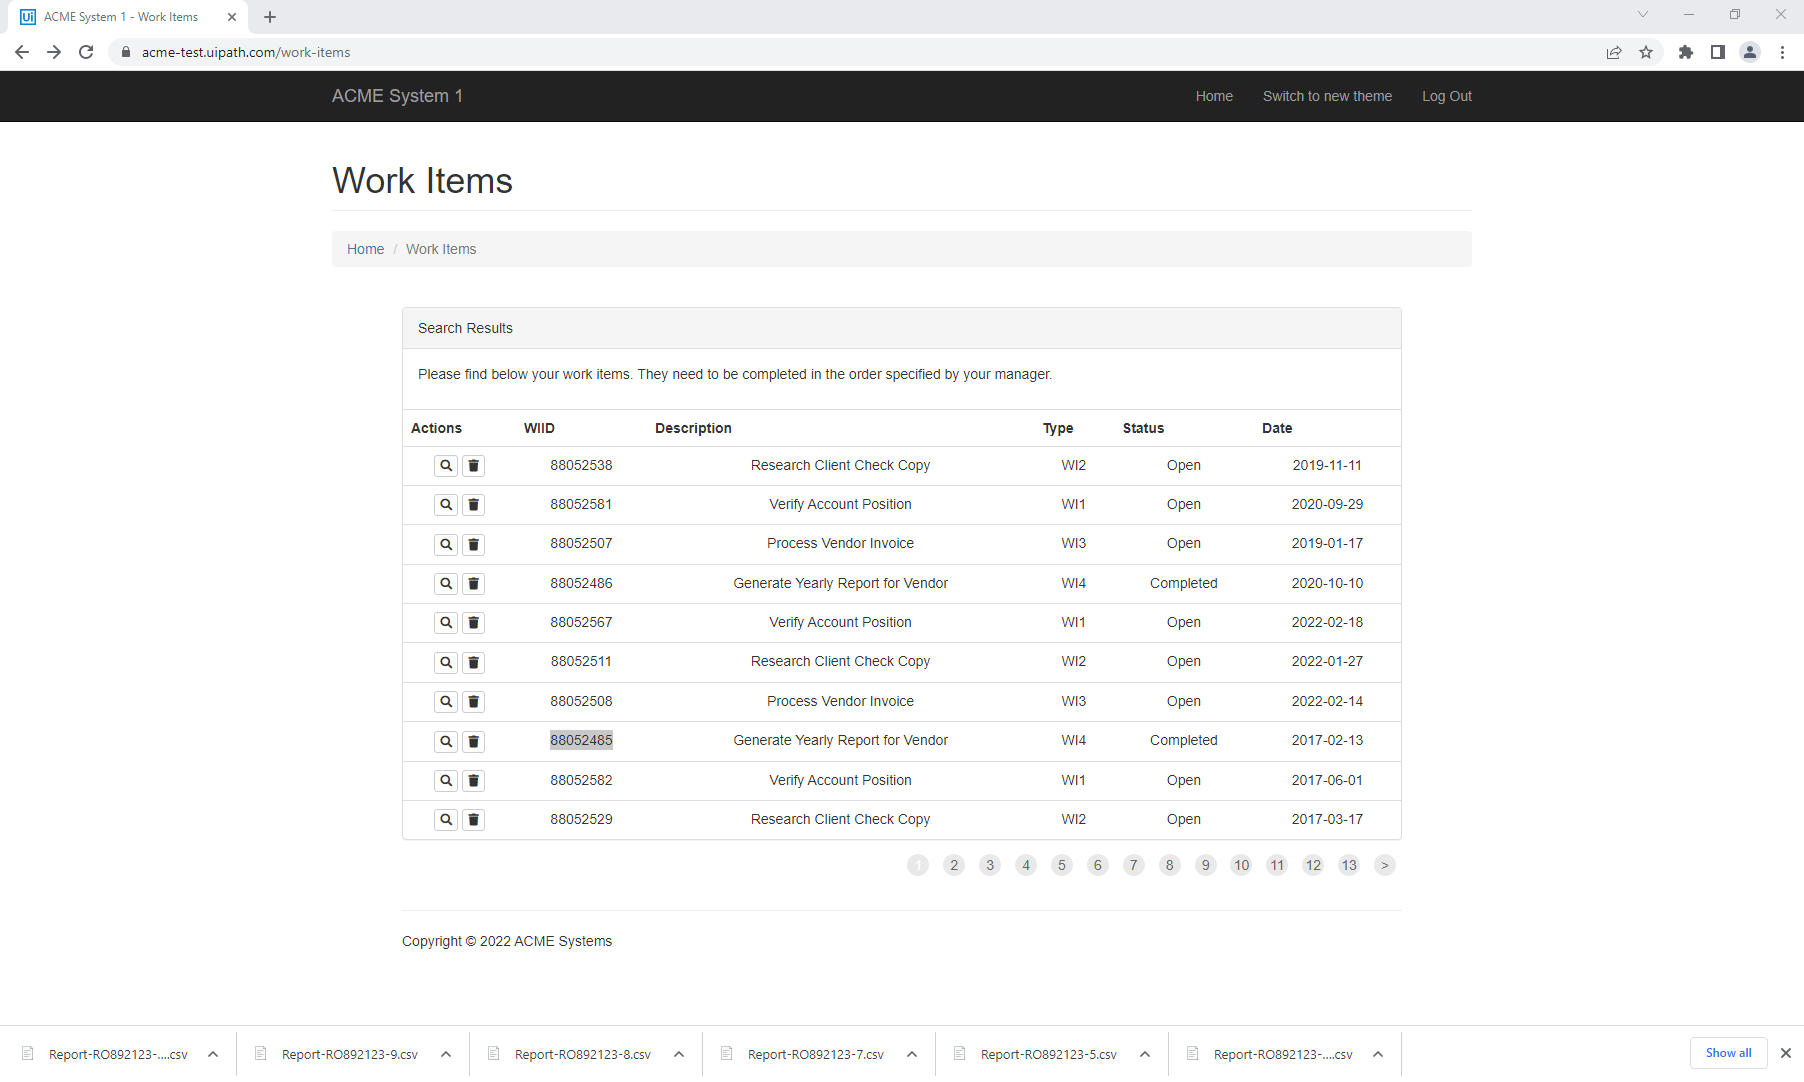 ACME System 1 - Work Items
acme-test.uipath.com/work-items
ACME System 1 Home Switch to new theme Log Out
Work Items
Home / Work Items
Search Results
Please find below your work items. They need to be completed in the order specified by your manager.
Actions WIID Description Type Status Date
88052538 Research Client Check Copy WI2 Open 2019-11-11
88052581 Verify Account Position WI1 Open 2020-09-29
88052507 Process Vendor Invoice WI3 Open 2019-01-17
88052486 Generate Yearly Report for Vendor WI4 Completed 2020-10-10
88052567 Verify Account Position WI1 Open 2022-02-18
88052511 Research Client Check Copy WI2 Open 2022-01-27
88052508 Process Vendor Invoice WI3 Open 2022-02-14
88052485 Generate Yearly Report for Vendor WI4 Completed 2017-02-13
88052582 Verify Account Position WI1 Open 2017-06-01
88052529 Research Client Check Copy WI2 Open 2017-03-17
1 2 3 4 5 6 7 8 9 10 11 12 13 >
Copyright © 2022 ACME Systems
Report-RO892123-....csv Report-RO892123-9.csv Report-RO892123-8.csv Report-RO892123-7.csv Report-RO892123-5.csv Report-RO892123-....csv Show all